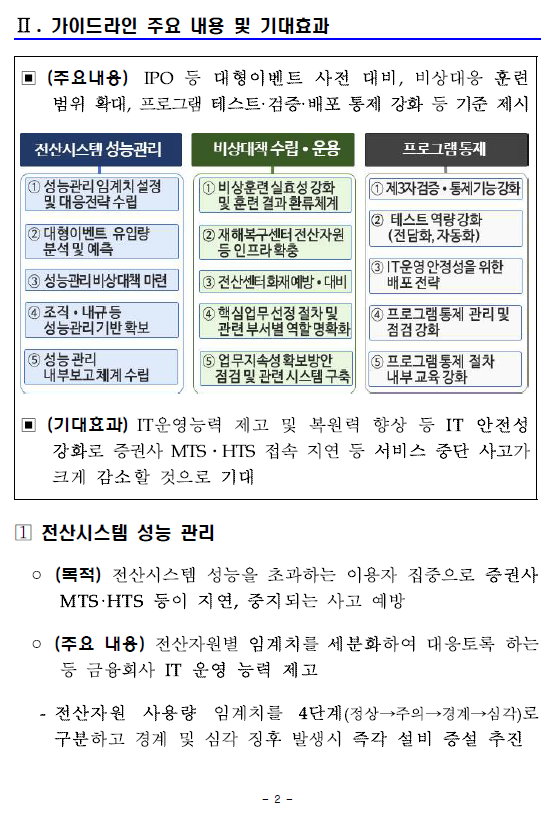 Ⅱ. 가이드라인 주요 내용 및 기대효과
▣ (주요내용) IPO 등 대형이벤트 사전 대비, 비상대응 훈련
범위 확대, 프로그램 테스트·검증·배포 통제 강화 등 기준 제시
전산시스템 성능관리
① 성능관리 임계치 설정
및 대응전략 수립
② 대형이벤트 유입량
분석 및 예측
③ 성능관리 비상대책 마련
④ 조직·내규 등
성능관리 기반 확보
⑤ 성능 관리
내부보고 체계 수립
비상대책 수립·운용
① 비상훈련 실효성 강화
및 훈련 결과 환류체계
② 재해복구센터 전산자원
등 인프라 확충
③ 전산센터 화재예방·대비
④ 핵심업무 선정 절차 및
관련 부서별 역할 명확화
⑤ 업무지속성 확보방안
점검 및 관련 시스템 구축
프로그램 통제
① 제3자 검증·통제기능 강화
② 테스트 역량 강화
(전담화, 자동화)
③ IT운영 안정성을 위한
배포 전략
④ 프로그램 통제 관리 및
점검 강화
⑤ 프로그램 통제 절차
내부 교육 강화
▣ (기대효과) IT운영능력 제고 및 복원력 향상 등 IT 안전성
강화로 증권사 MTS·HTS 접속 지연 등 서비스 중단 사고가
크게 감소할 것으로 기대
1 전산시스템 성능 관리
○ (목적) 전산시스템 성능을 초과하는 이용자 집중으로 증권사
MTS·HTS 등이 지연, 중지되는 사고 예방
○ (주요 내용) 전산자원별 임계치를 세분화하여 대응토록 하는
등 금융회사 IT 운영 능력 제고
- 전산자원 사용량 임계치를 4단계(정상→주의→경계→심각)로
구분하고 경계 및 심각 징후 발생시 즉각 설비 증설 추진
- 2 -